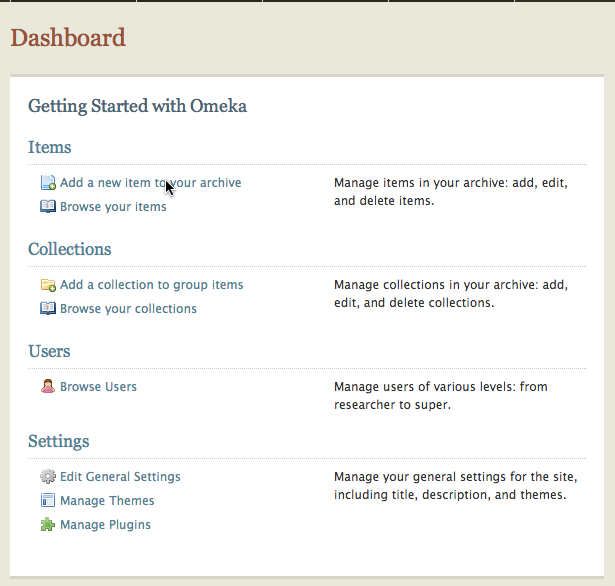 Dashboard
Getting Started with Omeka
Items
Add a new item to your archive
Manage items in your archive: add, edit,
and delete items.
Browse your items
Collections
Add a collection to group items
Manage collections in your archive: add,
edit, and delete collections.
Browse your collections
Users
Browse Users
Manage users of various levels: from
researcher to super.
Settings
Edit General Settings
Manage your general settings for the site,
including title, description, and themes.
Manage Themes
Manage Plugins